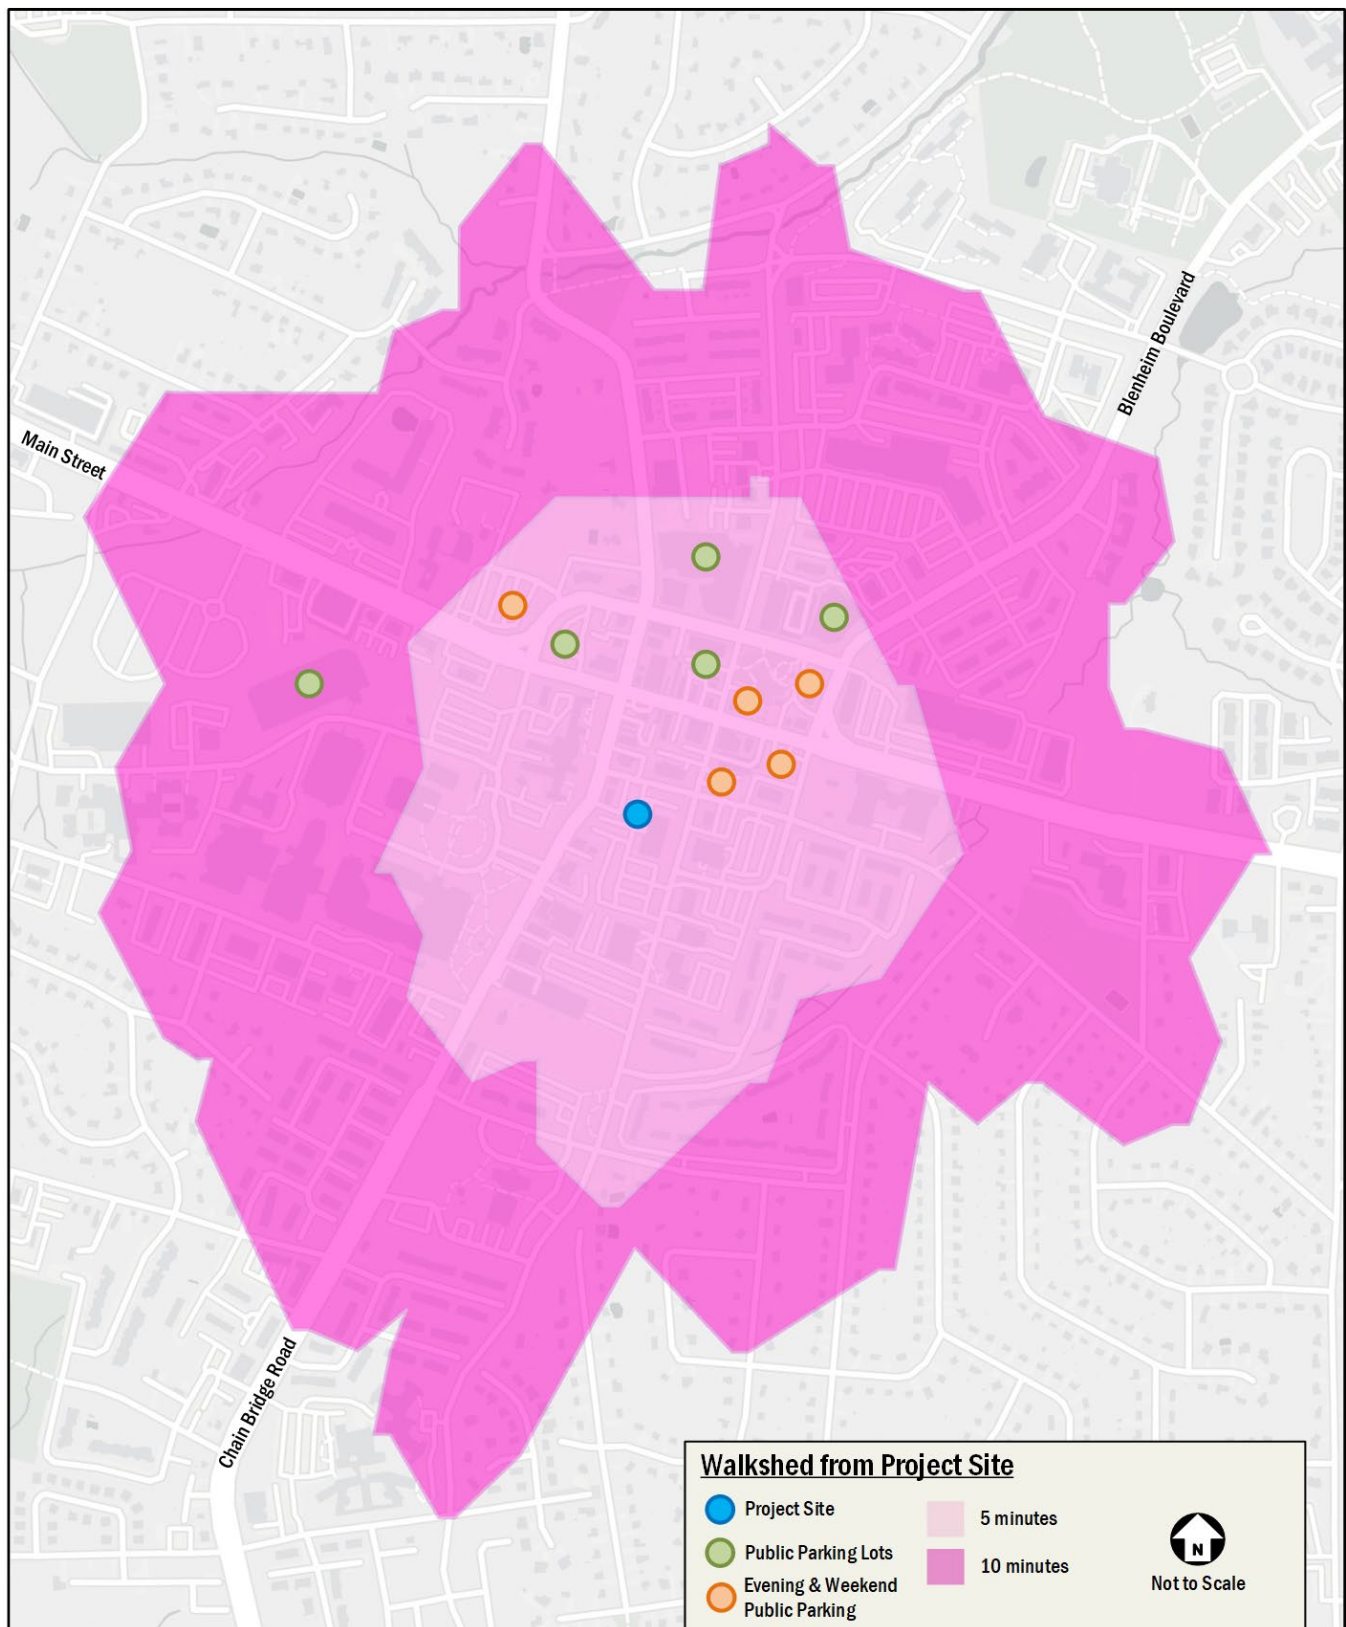 Blenheim Boulevard
Main Street
Chain Bridge Road
Walkshed from Project Site
Project Site
Public Parking Lots
Evening & Weekend
Public Parking
5 minutes
10 minutes
N
Not to Scale